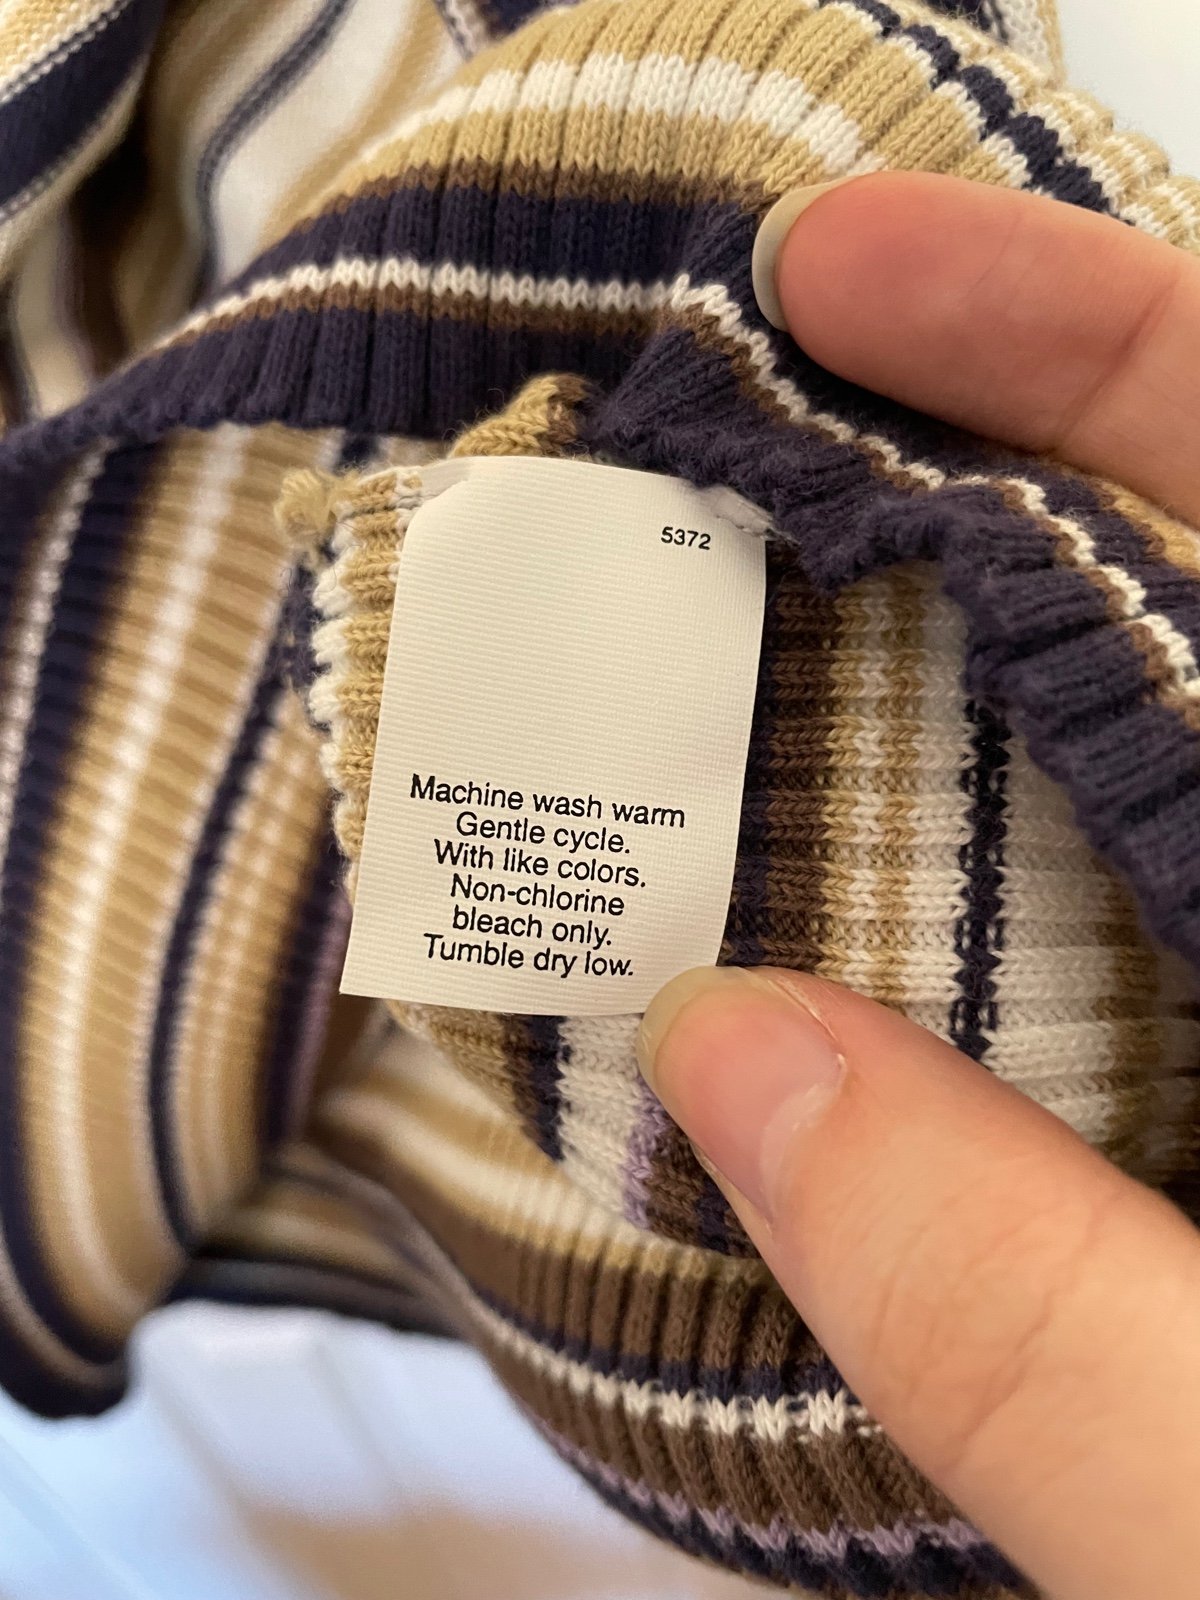 5372
Machine wash warm
Gentle cycle.
With like colors.
Non-chlorine
bleach only.
Tumble dry low.